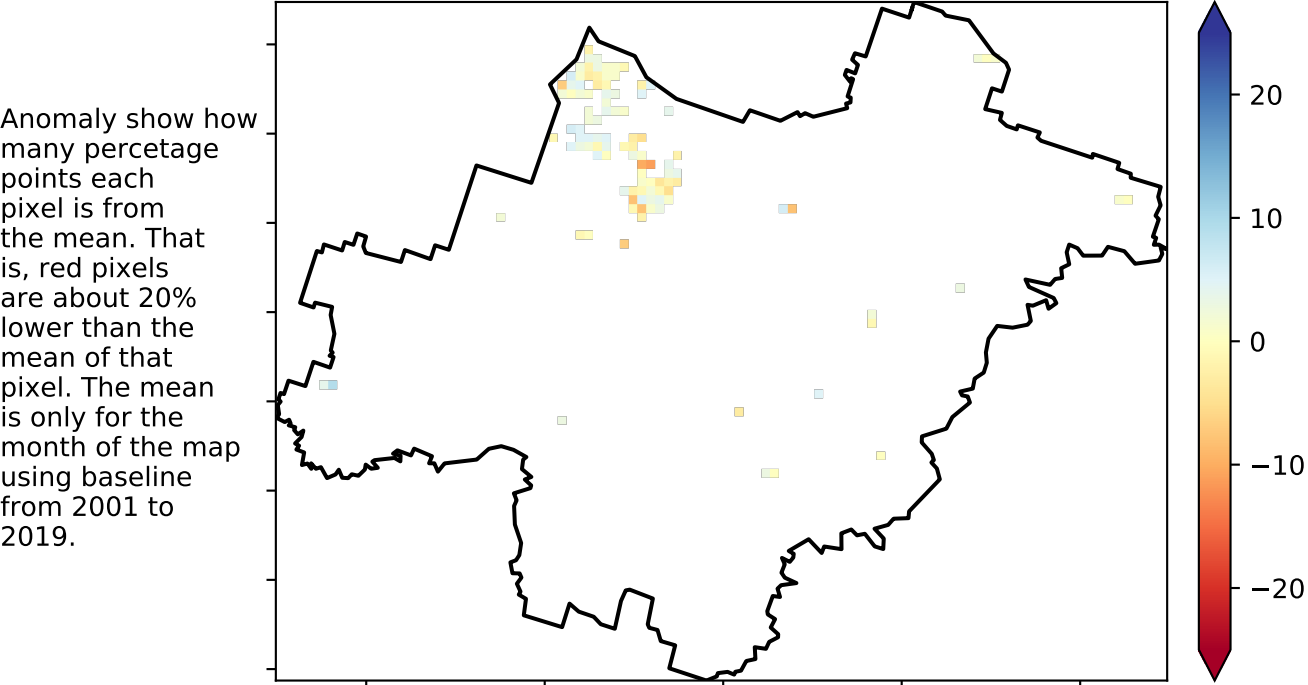 Anomaly show how
many percetage
points each
pixel is from
the mean. That
is, red pixels
are about 20%
lower than the
mean of that
pixel. The mean
is only for the
month of the map
using baseline
from 2001 to
2019.
20
10
0
−10
−20